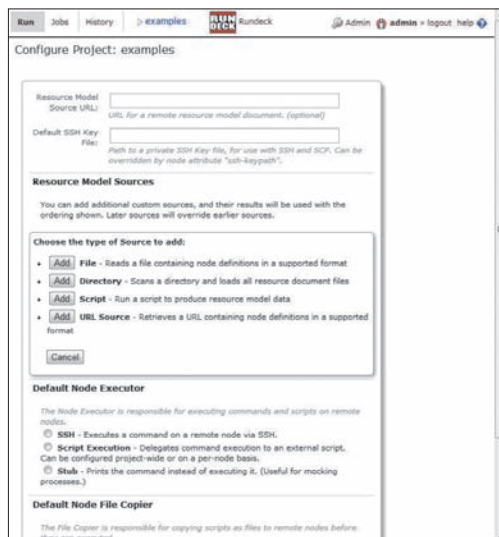 Run Jobs History examples RUN DECK Rundeck Admin admin » logout help
Configure Project: examples
Resource Model
Source URL:
URL for a remote resource model document. (optional)
Default SSH Key
File:
Path to a private SSH Key file, for use with SSH and SCP. Can be
overridden by node attribute "ssh-keypath".
Resource Model Sources
You can add additional custom sources, and their results will be used with the
ordering shown. Later sources will override earlier sources.
Choose the type of Source to add:
• Add File - Reads a file containing node definitions in a supported format
• Add Directory - Scans a directory and loads all resource document files
• Add Script - Run a script to produce resource model data
• Add URL Source - Retrieves a URL containing node definitions in a supported
format
Cancel
Default Node Executor
The Node Executor is responsible for executing commands and scripts on remote
nodes.
SSH - Executes a command on a remote node via SSH.
Script Execution - Delegates command execution to an external script.
Can be configured project-wide or on a per-node basis.
Stub - Prints the command instead of executing it. (Useful for mocking
processes.)
Default Node File Copier
The File Copier is responsible for copying scripts as files to remote nodes before